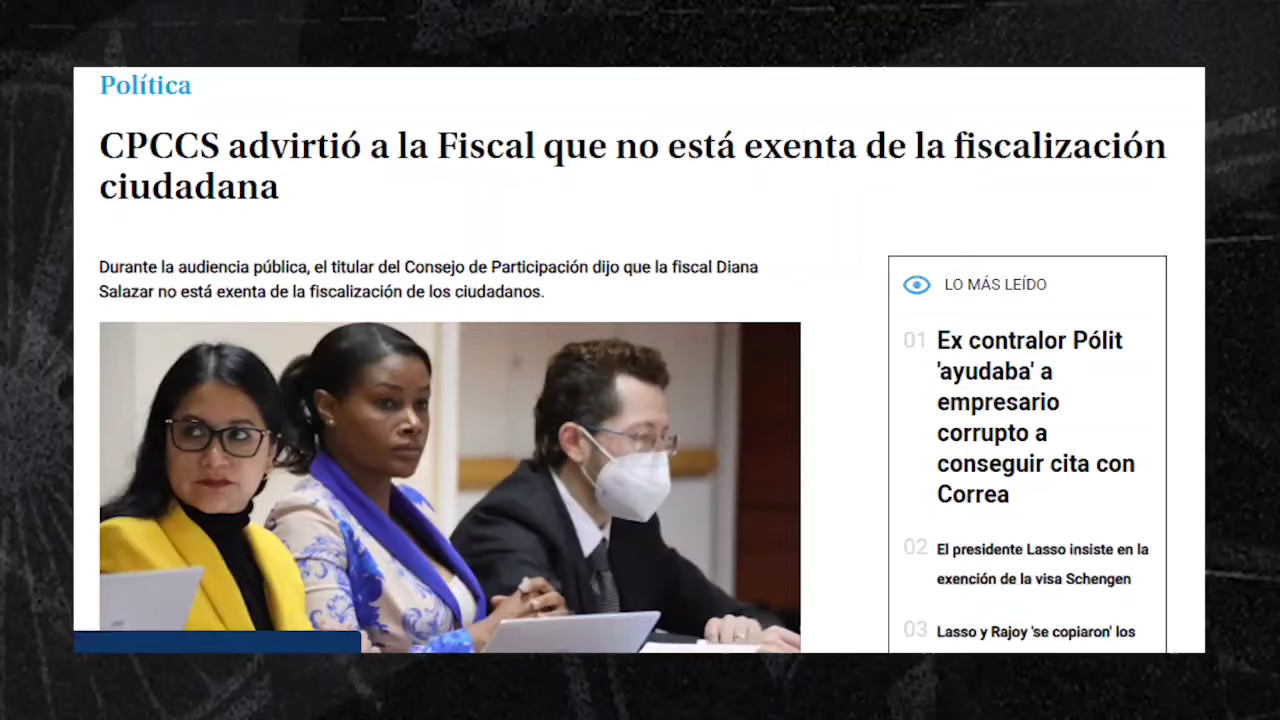 Política
CPCCS advirtió a la Fiscal que no está exenta de la fiscalización
ciudadana
Durante la audiencia pública, el titular del Consejo de Participación dijo que la fiscal Diana
Salazar no está exenta de la fiscalización de los ciudadanos.
LO MÁS LEÍDO
01 Ex contralor Pólit
'ayudaba' a
empresario
corrupto a
conseguir cita con
Correa
02 El presidente Lasso insiste en la
exención de la visa Schengen
03 Lasso y Rajoy 'se copiaron' los